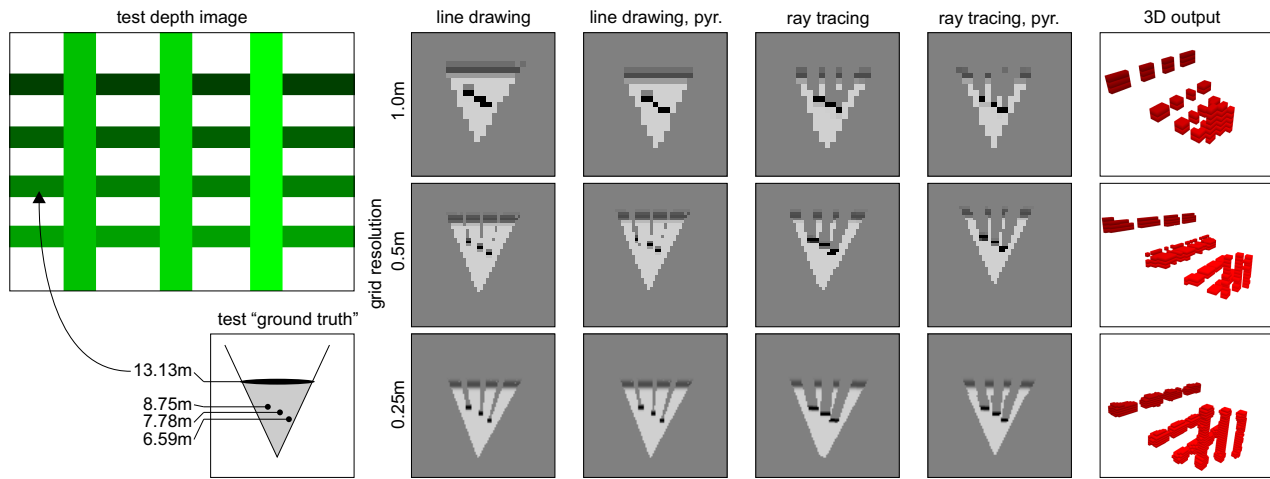 test depth image
line drawing
line drawing, pyr.
ray tracing
ray tracing, pyr.
3D output
grid resolution
1.0m
0.5m
0.25m
test “ground truth”
13.13m
8.75m
7.78m
6.59m